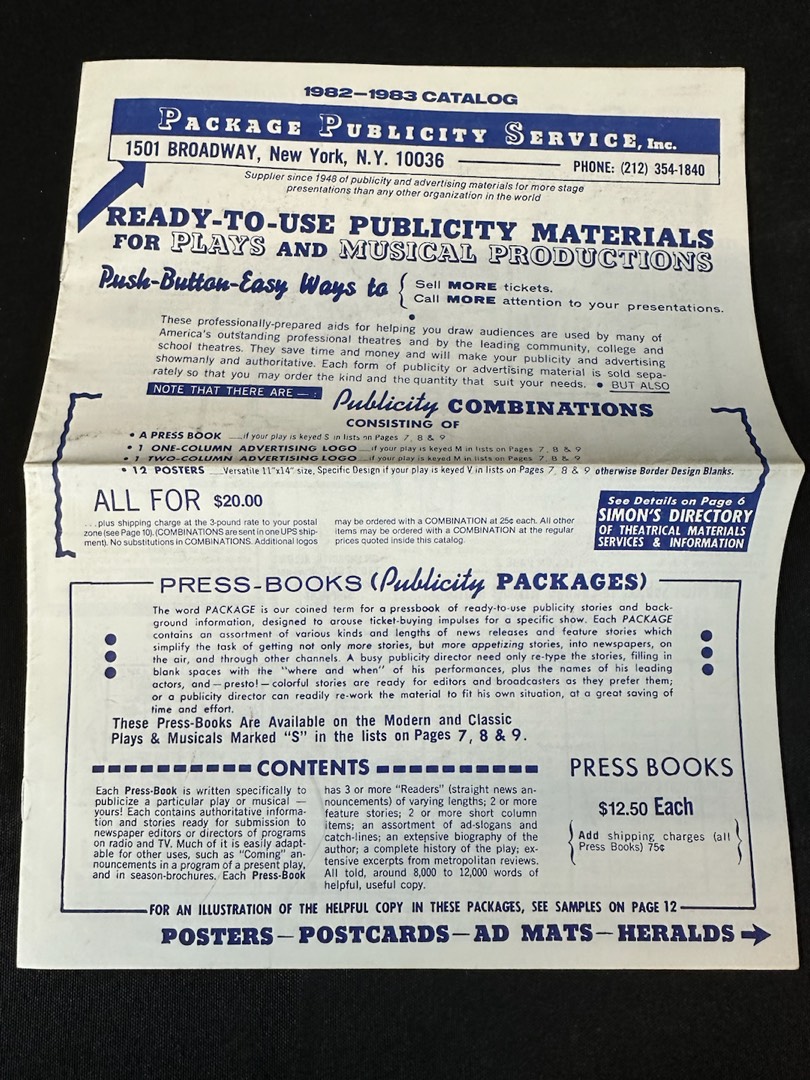 1982–1983 CATALOG
PACKAGE PUBLICITY SERVICE, Inc.
1501 BROADWAY, New York, N.Y. 10036
PHONE: (212) 354-1840
Supplier since 1948 of publicity and advertising materials for more stage
presentations than any other organization in the world
READY-TO-USE PUBLICITY MATERIALS
FOR PLAYS AND MUSICAL PRODUCTIONS
Push-Button-Easy Ways to { Sell MORE tickets.
Call MORE attention to your presentations.
These professionally-prepared aids for helping you draw audiences are used by many of
America's outstanding professional theatres and by the leading community, college and
school theatres. They save time and money and will make your publicity and advertising
showmanly and authoritative. Each form of publicity or advertising material is sold sepa-
rately so that you may order the kind and the quantity that suit your needs. • BUT ALSO
NOTE THAT THERE ARE — : Publicity COMBINATIONS
CONSISTING OF
• A PRESS BOOK ....if your play is keyed S in lists on Pages 7, 8 & 9
• 1 ONE-COLUMN ADVERTISING LOGO ...if your play is keyed M in lists on Pages 7, 8 & 9
• 1 TWO-COLUMN ADVERTISING LOGO ...if your play is keyed M in lists on Pages 7, 8 & 9
• 12 POSTERS ....Versatile 11"x14" size, Specific Design if your play is keyed V in lists on Pages 7, 8 & 9 otherwise Border Design Blanks.
ALL FOR $20.00
...plus shipping charge at the 3-pound rate to your postal
zone (see Page 10). (COMBINATIONS are sent in one UPS ship-
ment). No substitutions in COMBINATIONS. Additional logos
may be ordered with a COMBINATION at 25¢ each. All other
items may be ordered with a COMBINATION at the regular
prices quoted inside this catalog.
See Details on Page 6
SIMON'S DIRECTORY
OF THEATRICAL MATERIALS
SERVICES & INFORMATION
PRESS-BOOKS (Publicity PACKAGES)
The word PACKAGE is our coined term for a pressbook of ready-to-use publicity stories and back-
ground information, designed to arouse ticket-buying impulses for a specific show. Each PACKAGE
contains an assortment of various kinds and lengths of news releases and feature stories which
simplify the task of getting not only more stories, but more appetizing stories, into newspapers, on
the air, and through other channels. A busy publicity director need only re-type the stories, filling in
blank spaces with the "where and when" of his performances, plus the names of his leading
actors, and — presto! — colorful stories are ready for editors and broadcasters as they prefer them;
or a publicity director can readily re-work the material to fit his own situation, at a great saving of
time and effort.
These Press-Books Are Available on the Modern and Classic
Plays & Musicals Marked "S" in the lists on Pages 7, 8 & 9.
CONTENTS
Each Press-Book is written specifically to
publicize a particular play or musical —
yours! Each contains authoritative informa-
tion and stories ready for submission to
newspaper editors or directors of programs
on radio and TV. Much of it is easily adapt-
able for other uses, such as "Coming" an-
nouncements in a program of a present play,
and in season-brochures. Each Press-Book
has 3 or more "Readers" (straight news an-
nouncements) of varying lengths; 2 or more
feature stories; 2 or more short column
items; an assortment of ad-slogans and
catch-lines; an extensive biography of the
author; a complete history of the play; ex-
tensive excerpts from metropolitan reviews.
All told, around 8,000 to 12,000 words of
helpful, useful copy.
PRESS BOOKS
$12.50 Each
{ Add shipping charges (all
Press Books) 75¢ }
FOR AN ILLUSTRATION OF THE HELPFUL COPY IN THESE PACKAGES, SEE SAMPLES ON PAGE 12
POSTERS — POSTCARDS — AD MATS — HERALDS